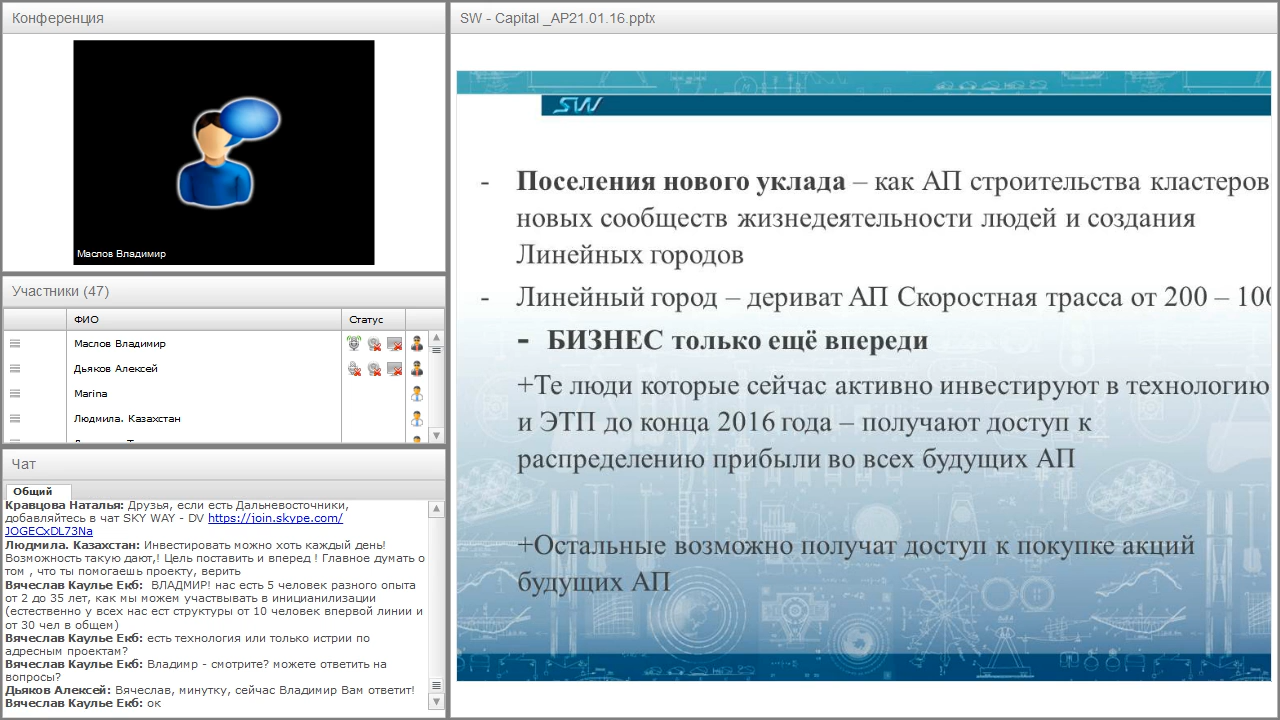 Конференция
Маслов Владимир
Участники (47)
ФИО
Статус
Маслов Владимир
Дьяков Алексей
Marina
Людмила. Казахстан
Чат
Общий
Кравцова Наталья: Друзья, если есть Дальневосточники,
добавляйтесь в чат SKY WAY - DV https://join.skype.com/
JOGECxDL73Na
Людмила. Казахстан: Инвестировать можно хоть каждый день!
Возможность такую дают,! Цель поставить и вперед ! Главное думать о
том , что ты помогаешь проекту, верить
Вячеслав Каулье Екб: ВЛАДМИР! нас есть 5 человек разного опыта
от 2 до 35 лет, как мы можем участвывать в иницианилизации
(естественно у всех нас ест структуры от 10 человек впервой линии и
от 30 чел в общем)
Вячеслав Каулье Екб: есть технология или только истрии по
адресным проектам?
Вячеслав Каулье Екб: Владимр - смотрите? можете ответить на
вопросы?
Дьяков Алексей: Вячеслав минутку, сейчас Владимир Вам ответит!
Вячеслав Каулье Екб: ок
SW - Capital _AP21.01.16.pptx
SW
- Поселения нового уклада – как АП строительства кластеров
новых сообществ жизнедеятельности людей и создания
Линейных городов
- Линейный город – дериват АП Скоростная трасса от 200 – 100
- БИЗНЕС только ещё впереди
+Те люди которые сейчас активно инвестируют в технологию
и ЭТП до конца 2016 года – получают доступ к
распределению прибыли во всех будущих АП
+Остальные возможно получат доступ к покупке акций
будущих АП